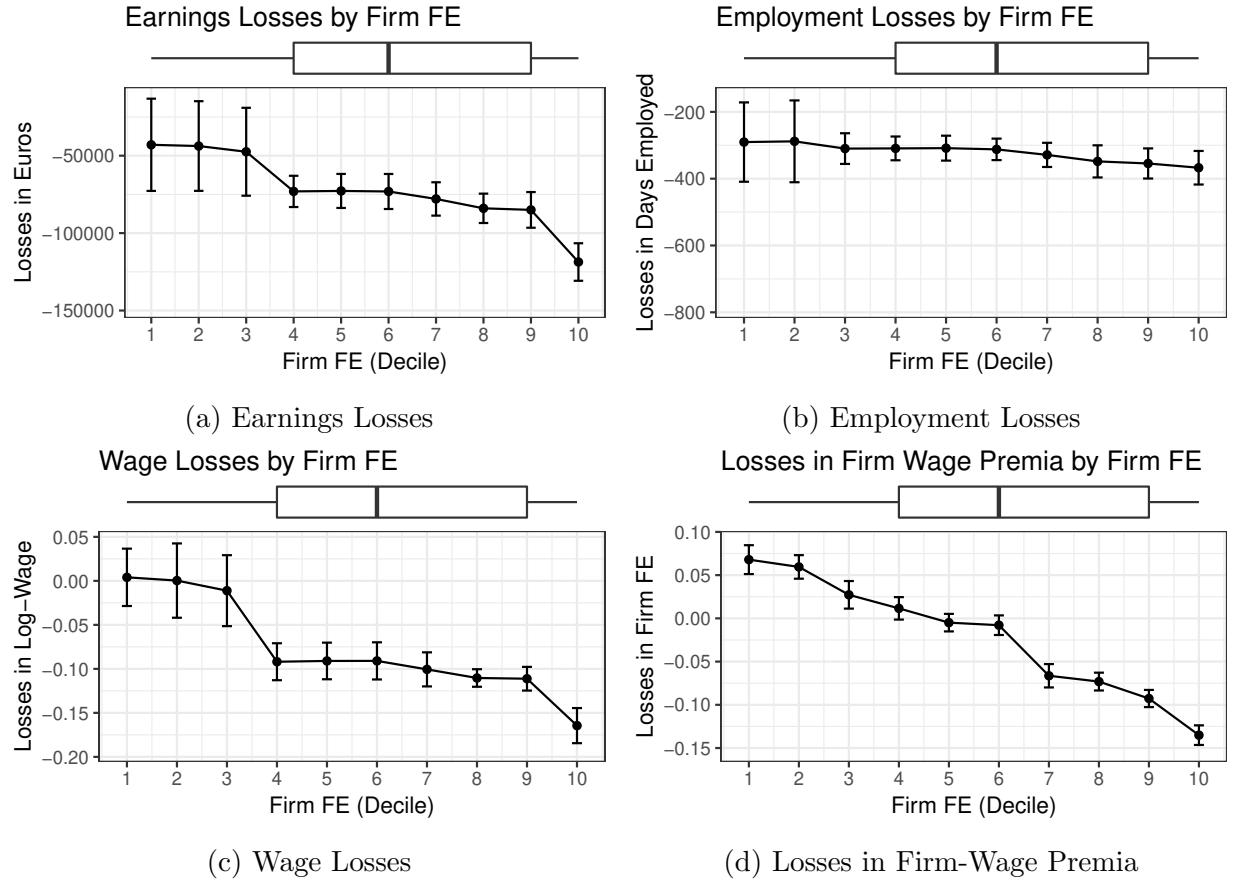 Earnings Losses by Firm FE
Losses in Euros
−50000
−100000
−150000
1 2 3 4 5 6 7 8 9 10
Firm FE (Decile)
(a) Earnings Losses
Employment Losses by Firm FE
Losses in Days Employed
−200
−400
−600
−800
1 2 3 4 5 6 7 8 9 10
Firm FE (Decile)
(b) Employment Losses
Wage Losses by Firm FE
Losses in Log−Wage
0.05
0.00
−0.05
−0.10
−0.15
−0.20
1 2 3 4 5 6 7 8 9 10
Firm FE (Decile)
(c) Wage Losses
Losses in Firm Wage Premia by Firm FE
Losses in Firm FE
0.10
0.05
0.00
−0.05
−0.10
−0.15
1 2 3 4 5 6 7 8 9 10
Firm FE (Decile)
(d) Losses in Firm-Wage Premia